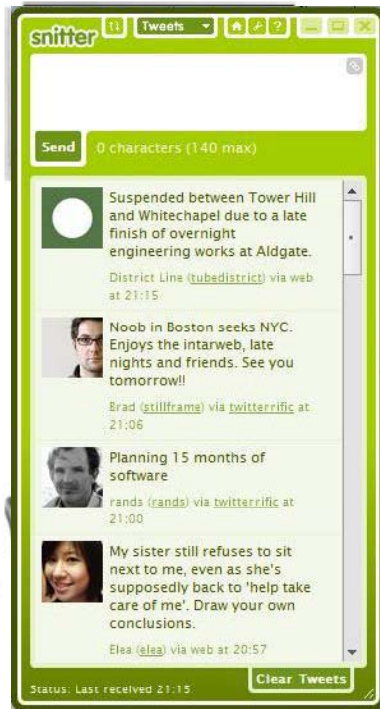 snitter
Tweets
?
Send
0 characters (140 max)
Suspended between Tower Hill
and Whitechapel due to a late
finish of overnight
engineering works at Aldgate.
District Line (tubedistrict) via web
at 21:15
Noob in Boston seeks NYC.
Enjoys the intarweb, late
nights and friends. See you
tomorrow!!
Brad (stillframe) via twitterrific at
21:06
Planning 15 months of
software
rands (rands) via twitterrific at
21:00
My sister still refuses to sit
next to me, even as she's
supposedly back to 'help take
care of me'. Draw your own
conclusions.
Elea (elea) via web at 20:57
Clear Tweets
Status: Last received 21:15